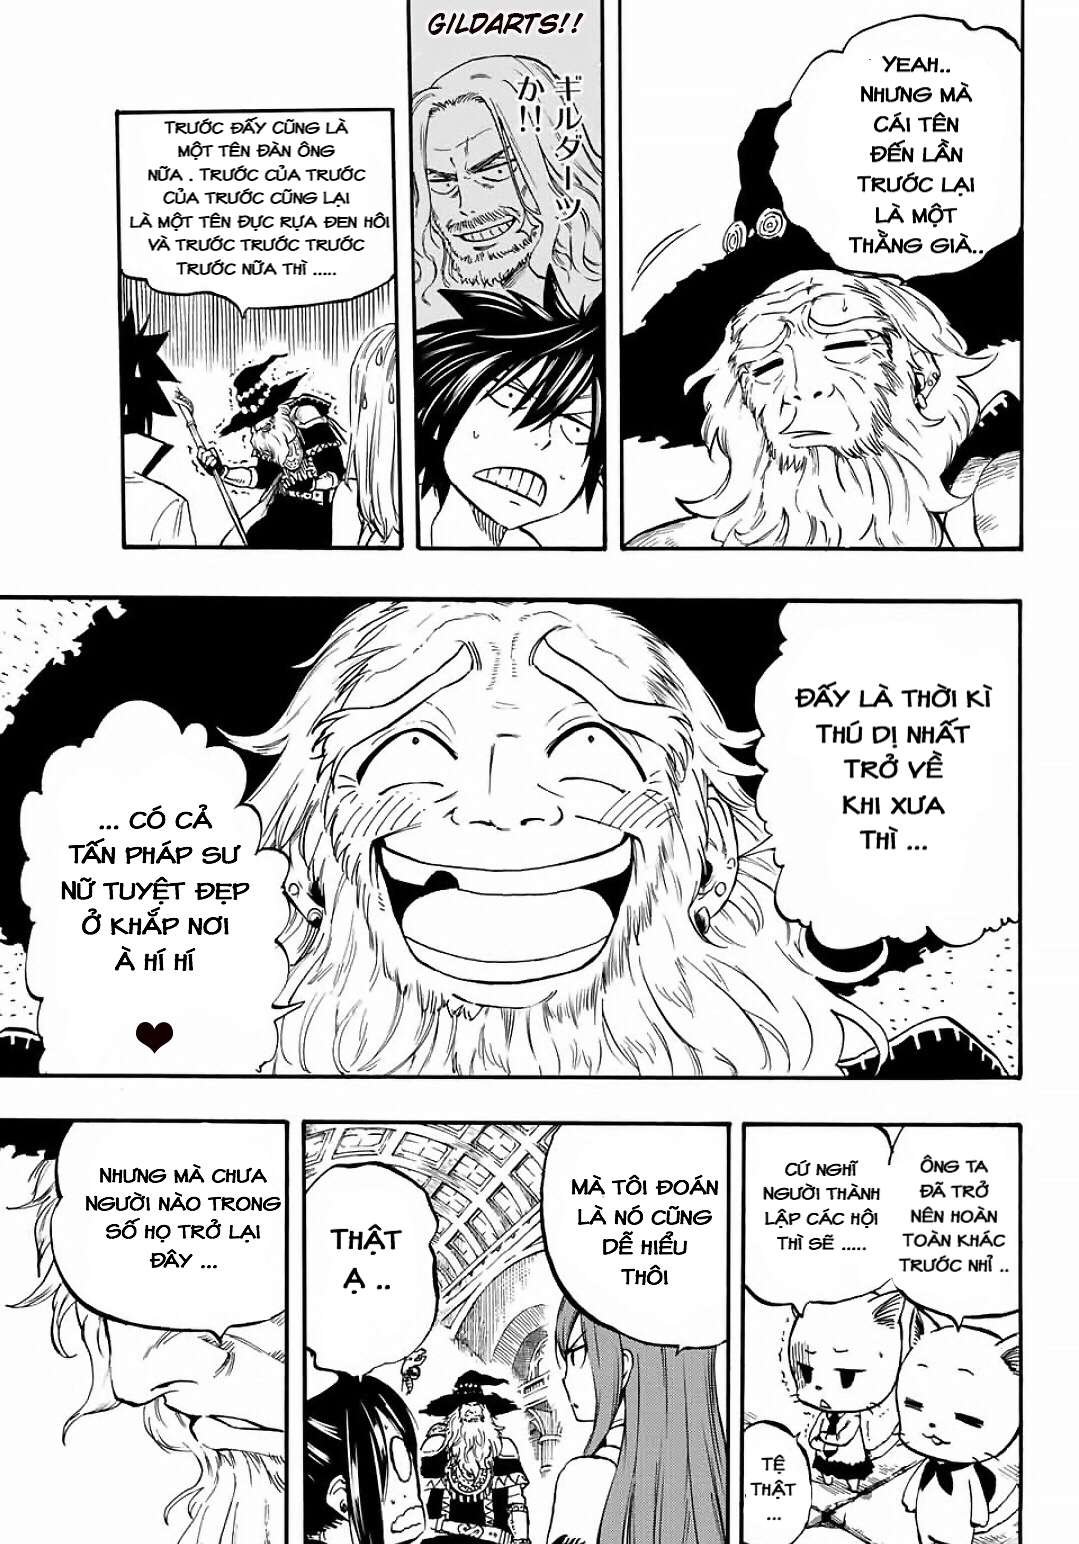 YEAH..
NHƯNG MÀ
CÁI TÊN
ĐẾN LẦN
TRƯỚC LẠI
LÀ MỘT
THẰNG GIÀ..
GILDARTS!!
ギルダーツ
か!!
TRƯỚC ĐẤY CŨNG LÀ
MỘT TÊN ĐÀN ÔNG
NỮA . TRƯỚC CỦA TRƯỚC
CỦA TRƯỚC CŨNG LẠI
LÀ MỘT TÊN ĐỰC RỰA ĐEN HÔI
VÀ TRƯỚC TRƯỚC TRƯỚC
TRƯỚC NỮA THÌ .....
ĐẤY LÀ THỜI KÌ
THÚ DỊ NHẤT
TRỞ VỀ
KHI XƯA
THÌ ...
... CÓ CẢ
TẤN PHÁP SƯ
NỮ TUYỆT ĐẸP
Ở KHẮP NƠI
À HÍ HÍ
ÔNG TA
ĐÃ TRỞ
NÊN HOÀN
TOÀN KHÁC
TRƯỚC NHỈ ..
CỨ NGHĨ
NGƯỜI THÀNH
LẬP CÁC HỘI
THÌ SẼ .....
TỆ
THẬT
...
MÀ TÔI ĐOÁN
LÀ NÓ CŨNG
DỄ HIỂU
THÔI
THẬT
Ạ ..
NHƯNG MÀ CHƯA
NGƯỜI NÀO TRONG
SỐ HỌ TRỞ LẠI
ĐÂY ...